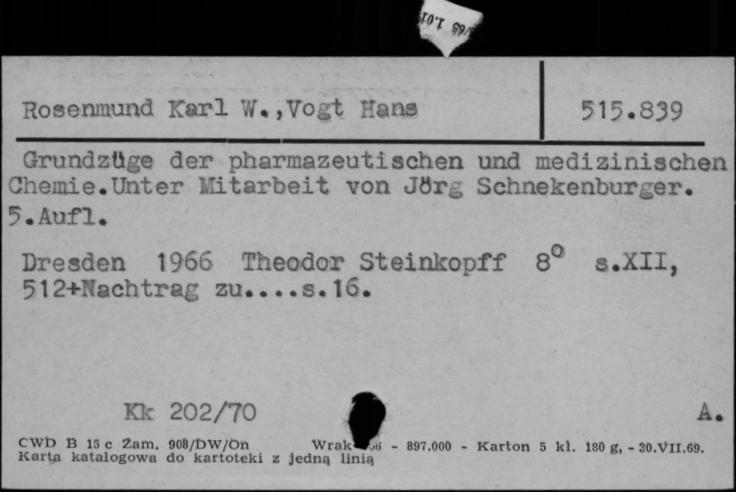 Rosenmund Karl W.,Vogt Hans 515.839
Grundzüge der pharmazeutischen und medizinischen
Chemie.Unter Mitarbeit von Jörg Schnekenburger.
5.Aufl.
Dresden 1966 Theodor Steinkopff 8° s.XII,
512+Nachtrag zu....s.16.
Kk 202/70 A.
CWD B 15 c Zam. 908/DW/On - 897.000 - Karton 5 kl. 180 g, - 30.VII.69.
Karta katalogowa do kartoteki z jedną linią